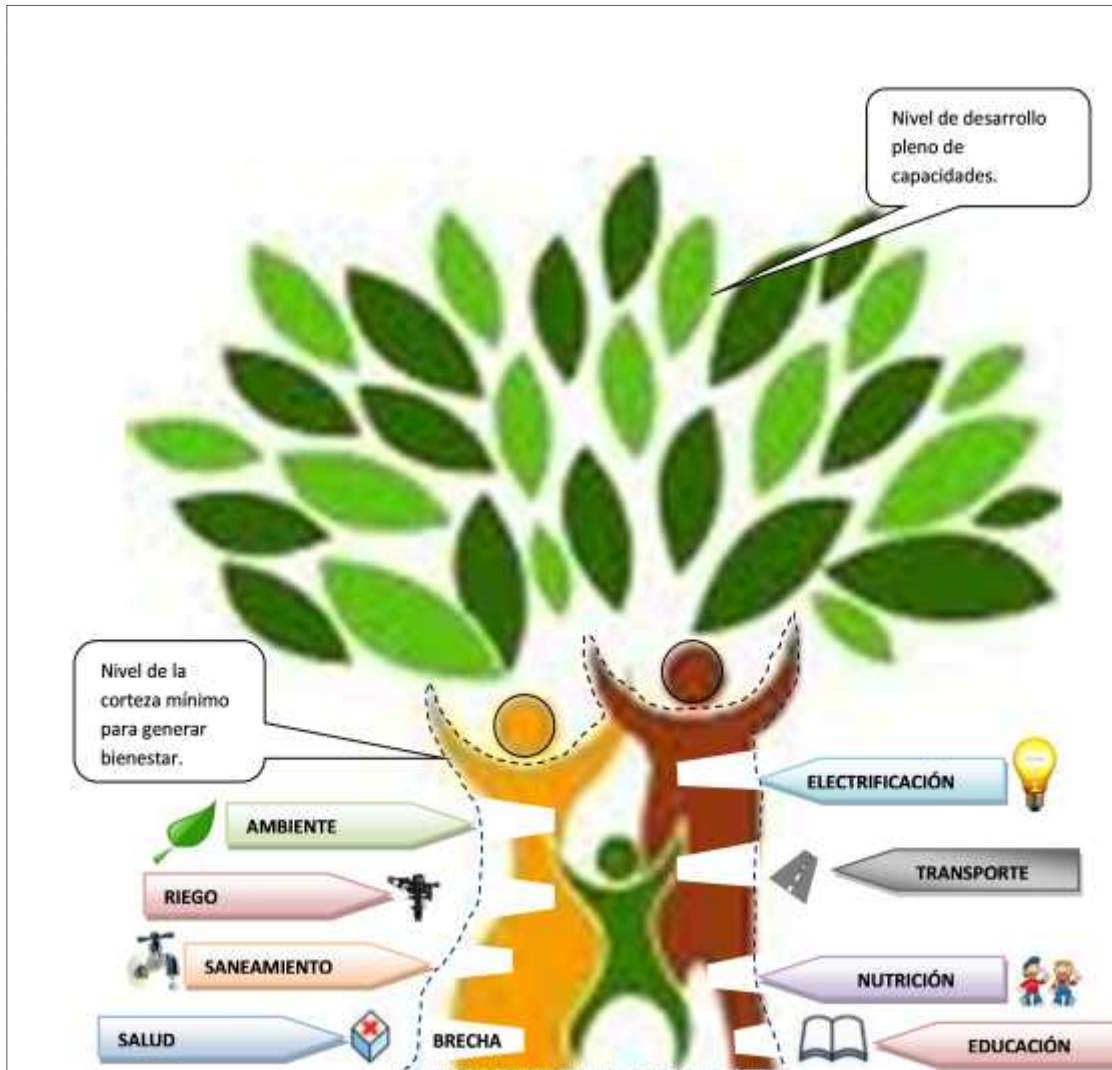 Nivel de desarrollo
pleno de
capacidades.
Nivel de la
corteza mínimo
para generar
bienestar.
ELECTRIFICACIÓN
AMBIENTE
TRANSPORTE
RIEGO
SANEAMIENTO
NUTRICIÓN
SALUD
BRECHA
EDUCACIÓN